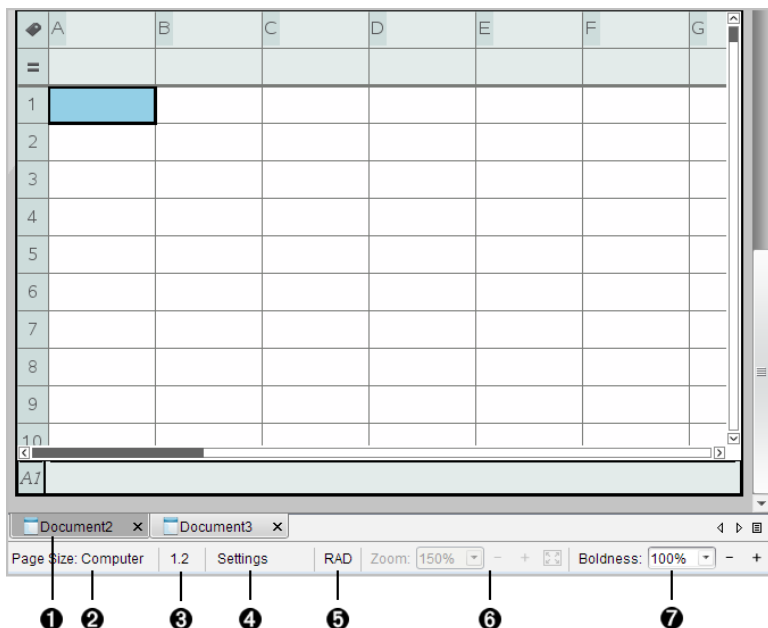 A B C D E F G
=
1
2
3
4
5
6
7
8
9
10
A1
Document2 × Document3 ×
Page Size: Computer 1.2 Settings RAD Zoom: 150% - + Boldness: 100% - +
❶ ❷ ❸ ❹ ❺ ❻ ❼